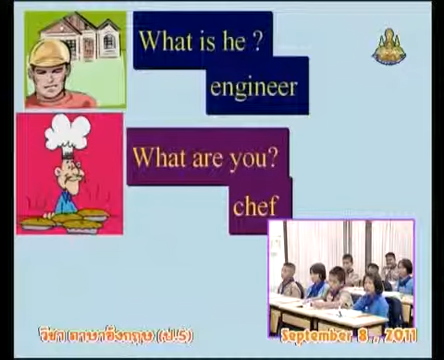 What is he ?
engineer
What are you?
chef
วิชา ภาษาอังกฤษ (ป.5)
September 8 , 2011